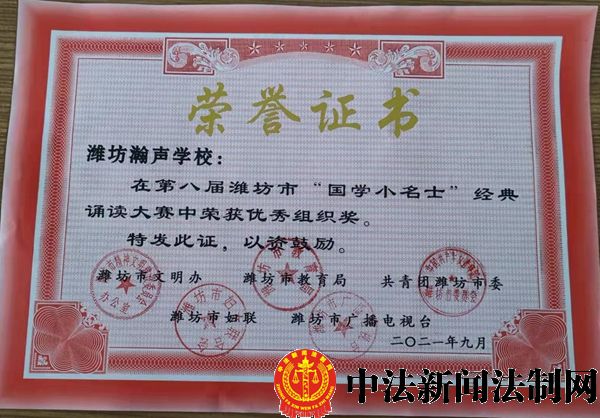 荣誉证书
潍坊瀚声学校：
在第八届潍坊市“国学小名士”经典
诵读大赛中荣获优秀组织奖。
特发此证，以资鼓励。
潍坊市文明办 潍坊市教育局 共青团潍坊市委
潍坊市妇联 潍坊市广播电视台
二〇二一年九月
中法新闻法制网